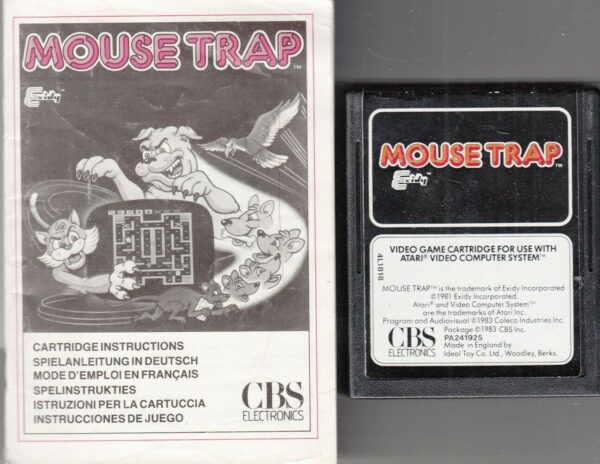 MOUSE TRAP™
Exidy™
CARTRIDGE INSTRUCTIONS
SPIELANLEITUNG IN DEUTSCH
MODE D'EMPLOI EN FRANÇAIS
SPELINSTRUKTIES
ISTRUZIONI PER LA CARTUCCIA
INSTRUCCIONES DE JUEGO
CBS
ELECTRONICS
MOUSE TRAP™
Exidy™
VIDEO GAME CARTRIDGE FOR USE WITH
ATARI® VIDEO COMPUTER SYSTEM™
4L1818
MOUSE TRAP™ is the trademark of Exidy Incorporated
©1981 Exidy Incorporated.
Atari® and Video Computer System™
are the trademarks of Atari Inc.
Program and Audiovisual ©1983 Coleco Industries Inc.
Package ©1983 CBS Inc.
PA241925
Made in England by
Ideal Toy Co. Ltd., Woodley, Berks.
CBS
ELECTRONICS